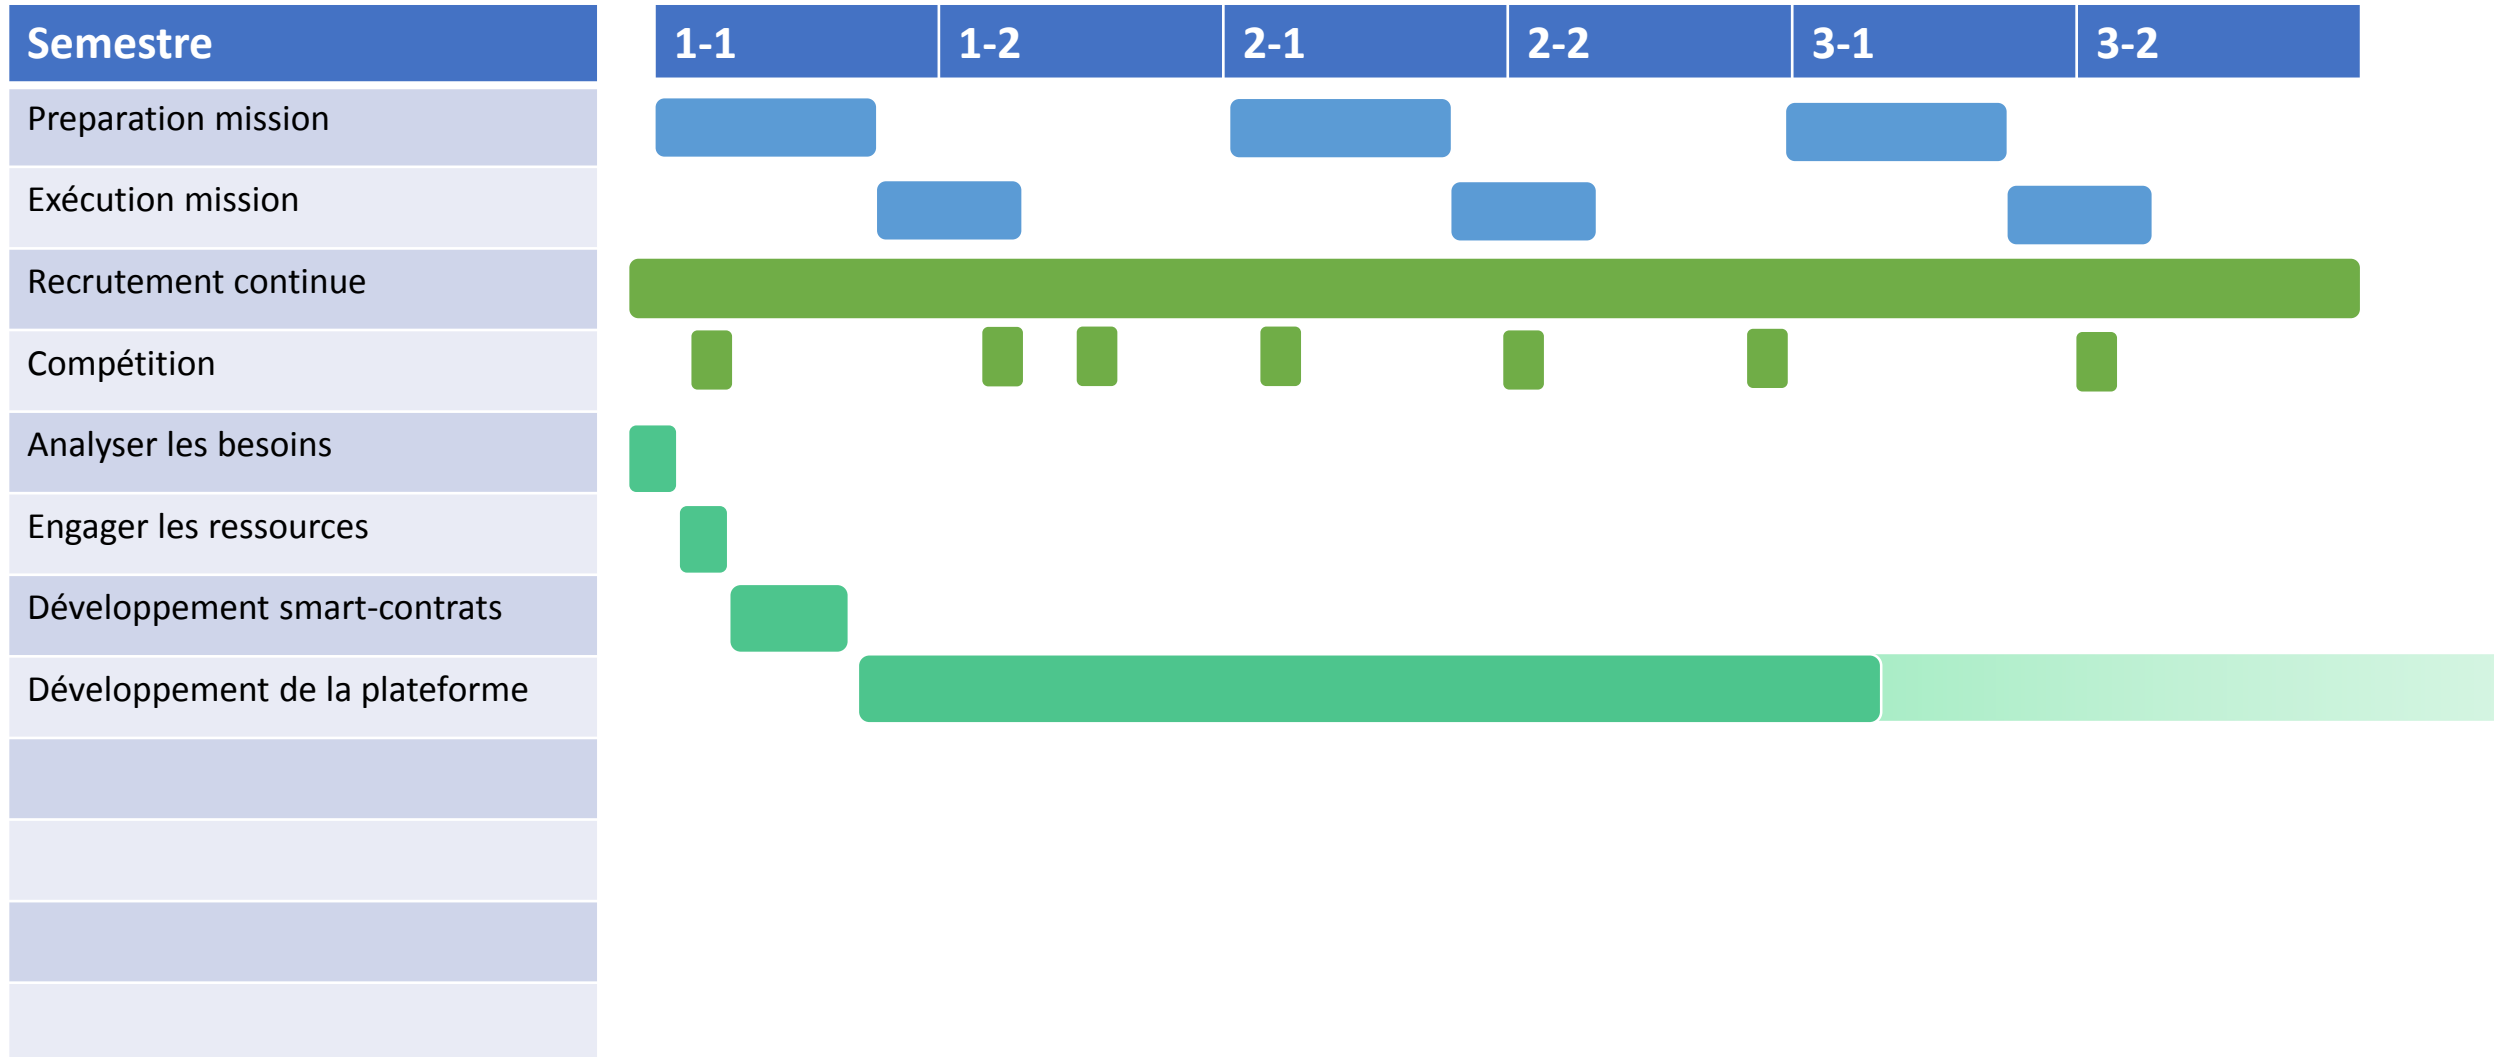 Semestre 1-1 1-2 2-1 2-2 3-1 3-2
Preparation mission
Exécution mission
Recrutement continue
Compétition
Analyser les besoins
Engager les ressources
Développement smart-contrats
Développement de la plateforme